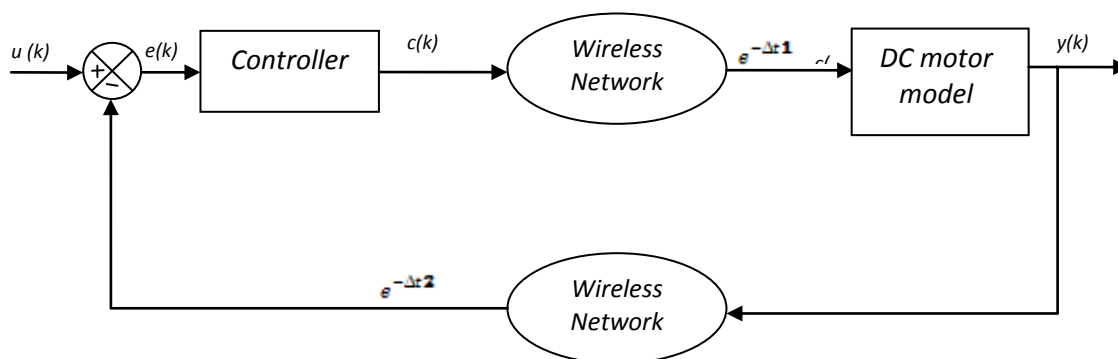 u (k)
+
−
e(k)
Controller
c(k)
Wireless
Network
e^{-Δt1}
DC motor
model
y(k)
e^{-Δt2}
Wireless
Network